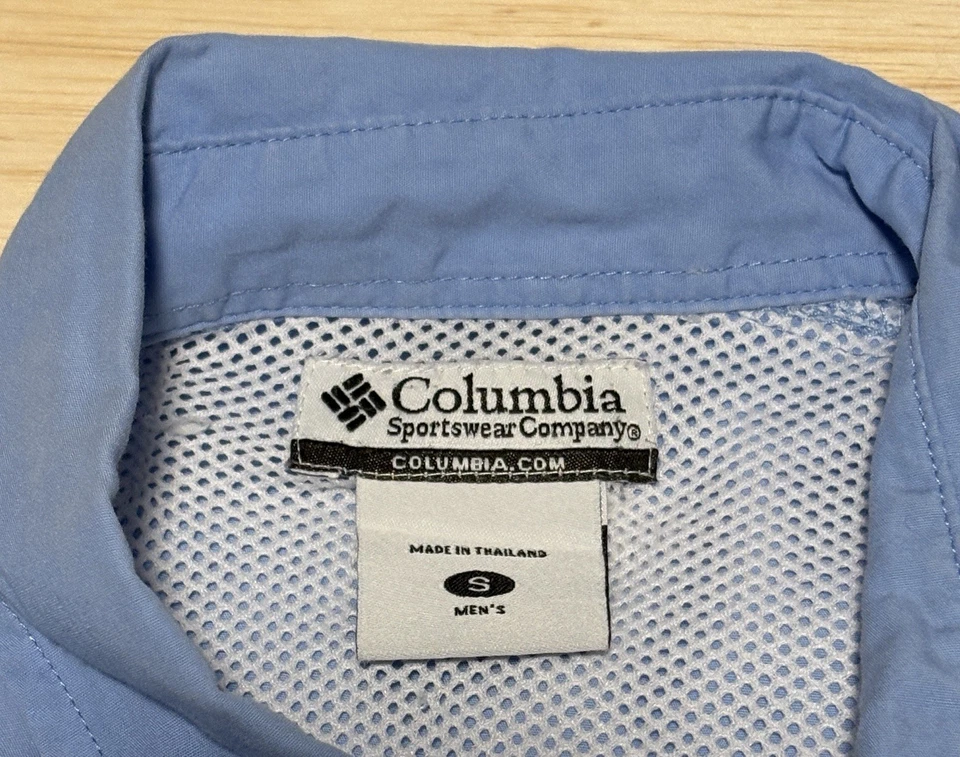 Columbia
Sportswear Company®
COLUMBIA.COM
MADE IN THAILAND
S
MEN'S